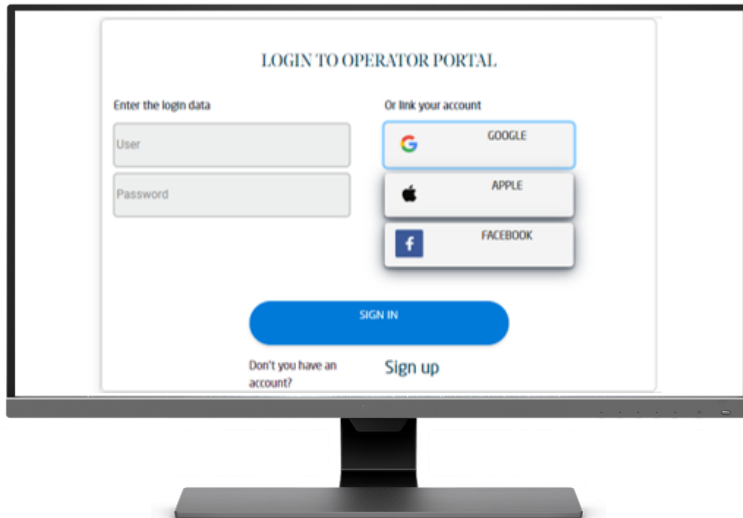 LOGIN TO OPERATOR PORTAL
Enter the login data
Or link your account
User
Password
GOOGLE
APPLE
FACEBOOK
SIGN IN
Don't you have an
account?
Sign up